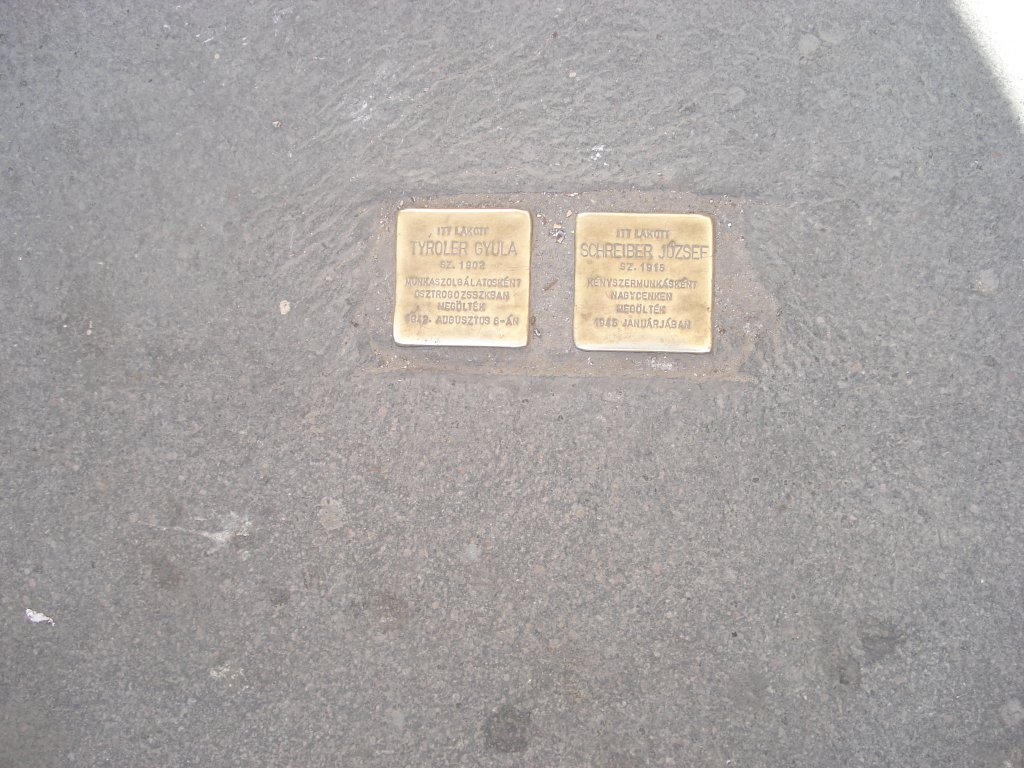 ITT LAKOTT
TYROLER GYULA
SZ. 1902
MUNKASZOLGÁLATOSKÉNT
OSZTROGOZSSZKBAN
MEGÖLTÉK
1942. AUGUSZTUS 6-ÁN
ITT LAKOTT
SCHREIBER JÓZSEF
SZ. 1915
KÉNYSZERMUNKÁSKÉNT
NAGYCENKEN
MEGÖLTÉK
1945 JANUÁRJÁBAN